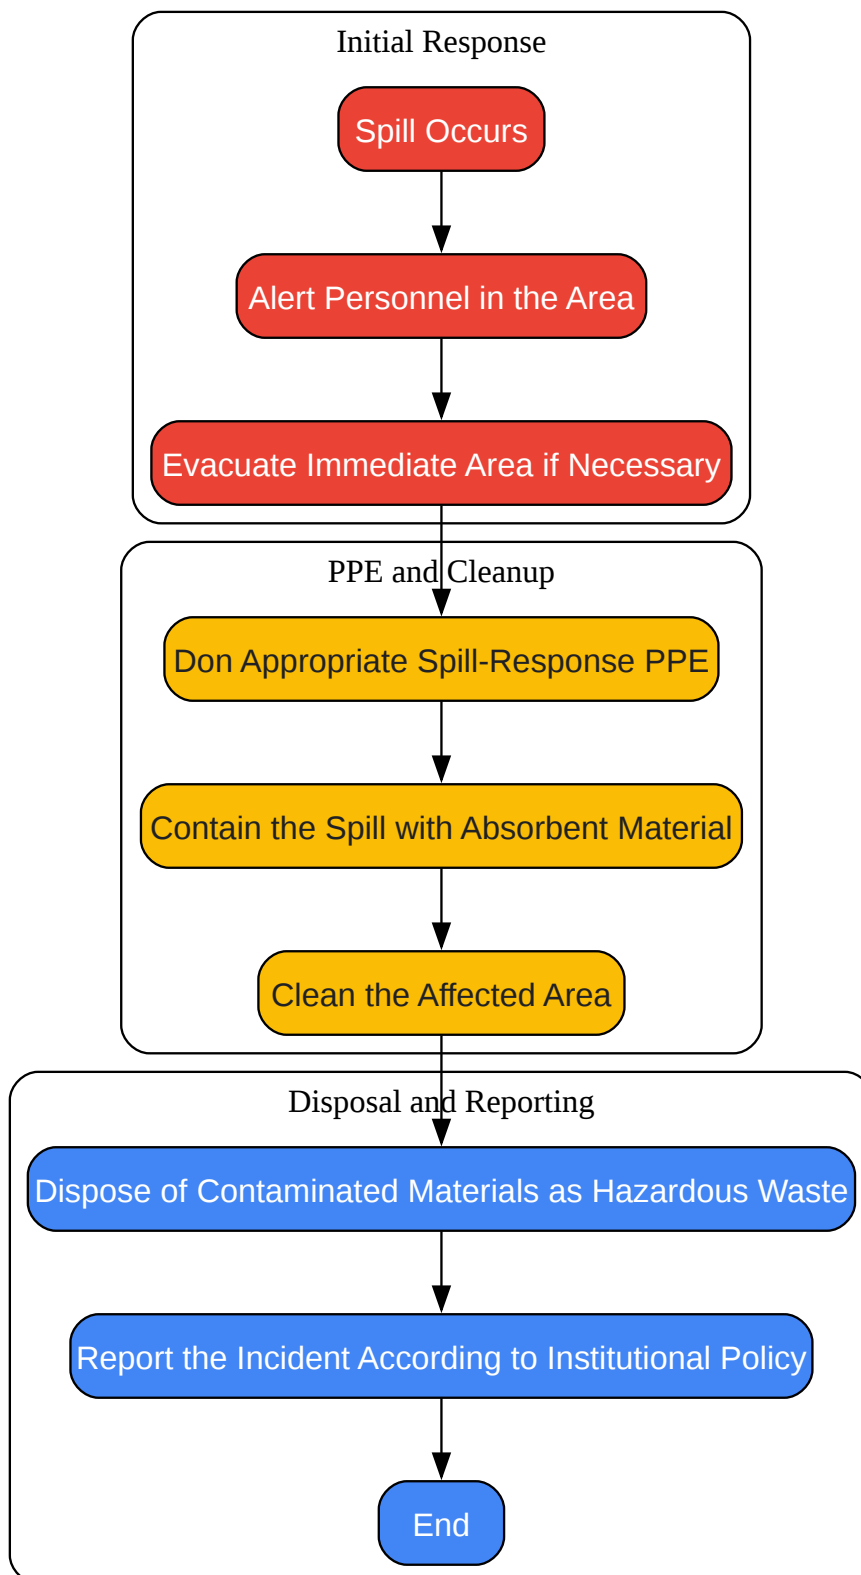 Initial Response
Spill Occurs
Alert Personnel in the Area
Evacuate Immediate Area if Necessary
PPE and Cleanup
Don Appropriate Spill-Response PPE
Contain the Spill with Absorbent Material
Clean the Affected Area
Disposal and Reporting
Dispose of Contaminated Materials as Hazardous Waste
Report the Incident According to Institutional Policy
End